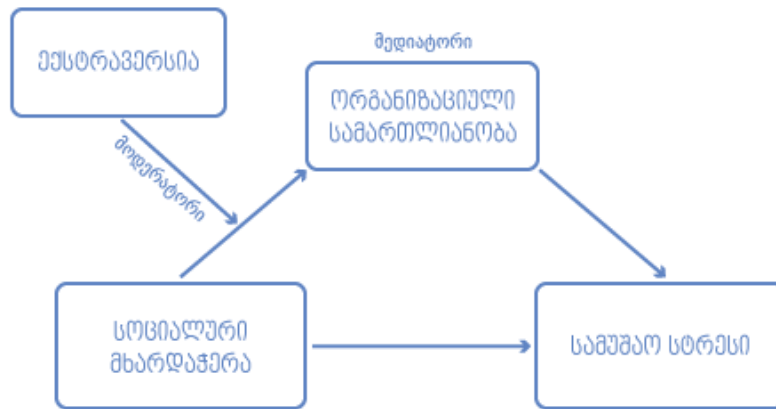 ექსტრავერსია
მედიატორი
ორგანიზაციული
სამართლიანობა
მოდერატორი
სოციალური
მხარდაჭერა
სამუშაო სტრესი